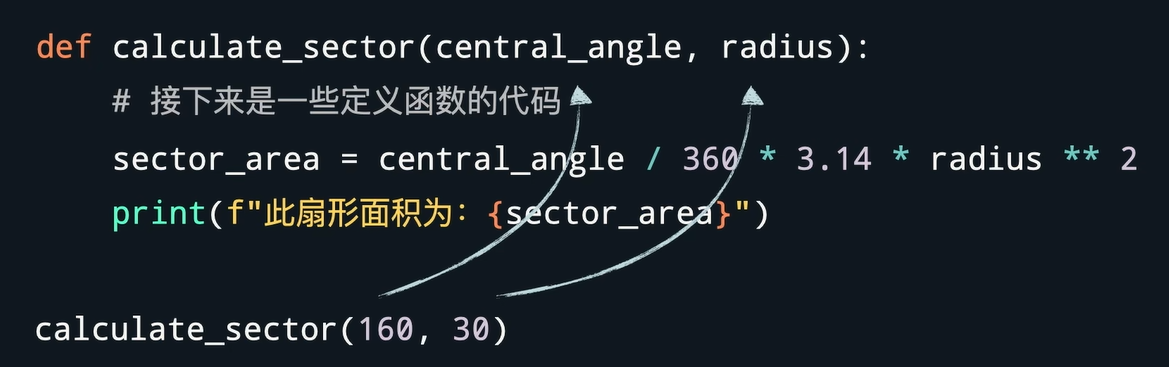 def calculate_sector(central_angle, radius):
# 接下来是一些定义函数的代码
sector_area = central_angle / 360 * 3.14 * radius ** 2
print(f"此扇形面积为：{sector_area}")
calculate_sector(160, 30)